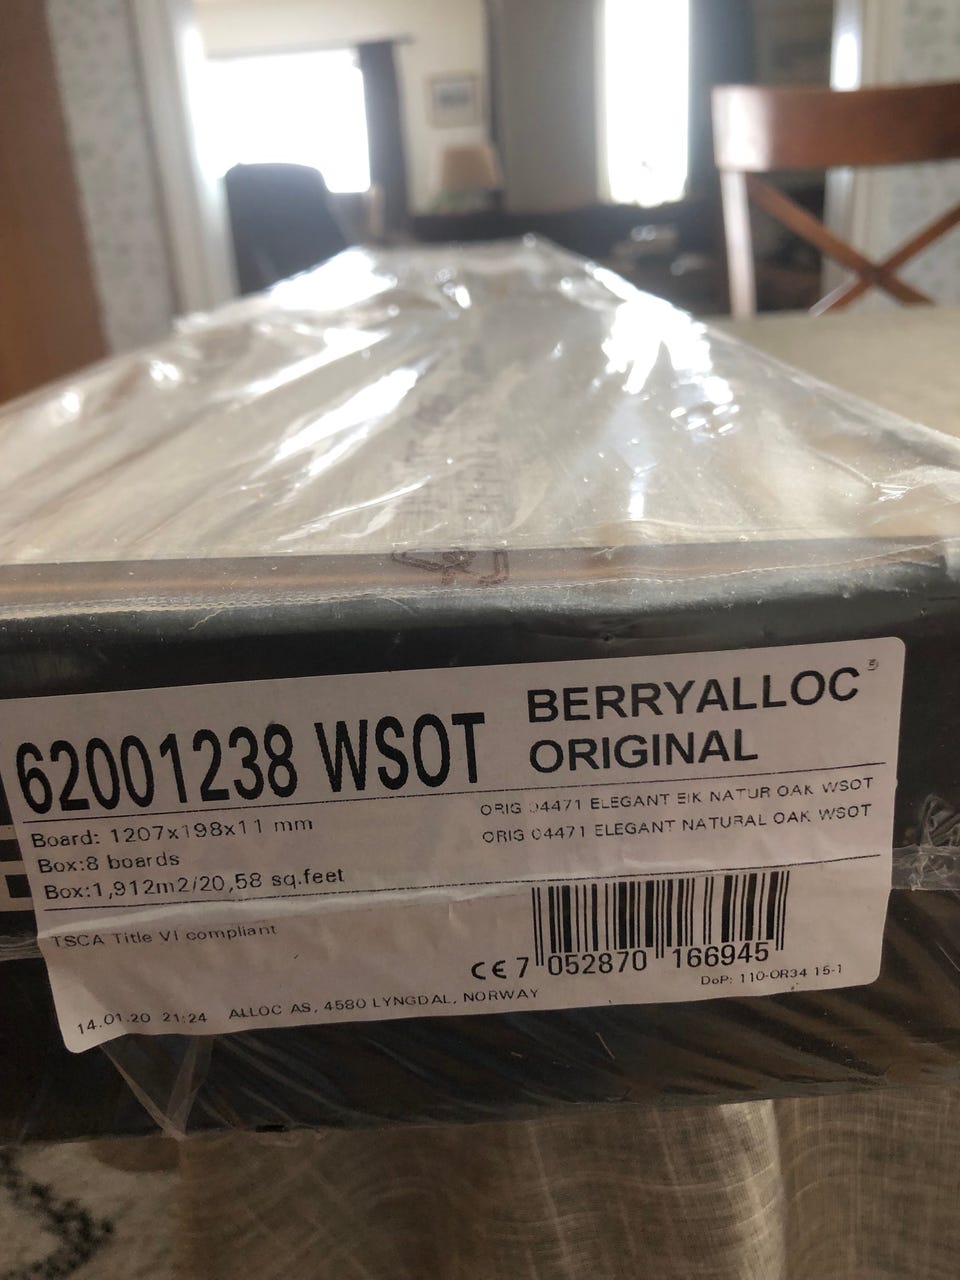 62001238 WSOT
BERRYALLOC
ORIGINAL
Board: 1207x198x11 mm
Box:8 boards
Box:1,912m2/20,58 sq.feet
ORIG 04471 ELEGANT EIK NATUR OAK WSOT
ORIG 04471 ELEGANT NATURAL OAK WSOT
TSCA Title VI compliant
CE 7 052870 166945
DoP: 110-OR34 15-1
14.01.20 21:24 ALLOC AS, 4580 LYNGDAL, NORWAY